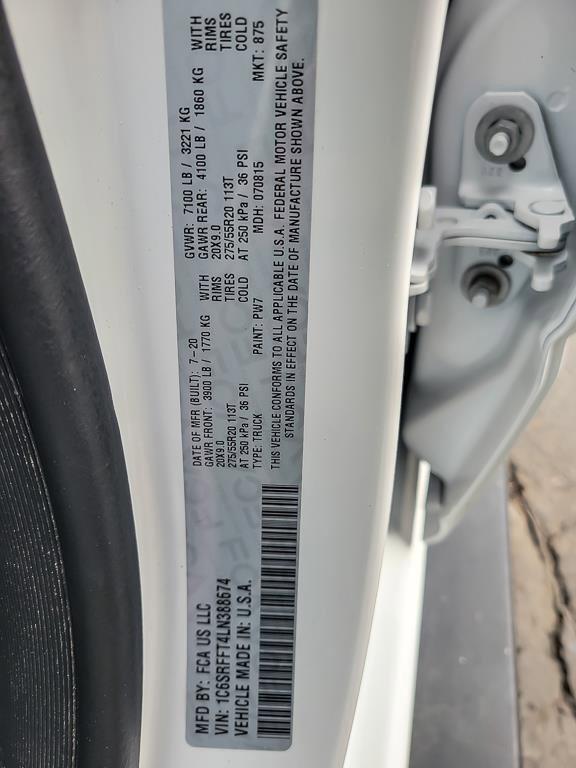 MFD BY: FCA US LLC
VIN: 1C6SRFFT4LN388674
VEHICLE MADE IN: U.S.A.
DATE OF MFR (BUILT): 7-20
GVWR: 7100 LB / 3221 KG
GAWR FRONT: 3900 LB / 1770 KG WITH
20X9.0 RIMS
275/55R20 113T TIRES
AT 250 kPa / 36 PSI COLD
GAWR REAR: 4100 LB / 1860 KG WITH
20X9.0 RIMS
275/55R20 113T TIRES
AT 250 kPa / 36 PSI COLD
TYPE: TRUCK PAINT: PW7 MDH: 070815 MKT: 875
THIS VEHICLE CONFORMS TO ALL APPLICABLE U.S.A. FEDERAL MOTOR VEHICLE SAFETY
STANDARDS IN EFFECT ON THE DATE OF MANUFACTURE SHOWN ABOVE.